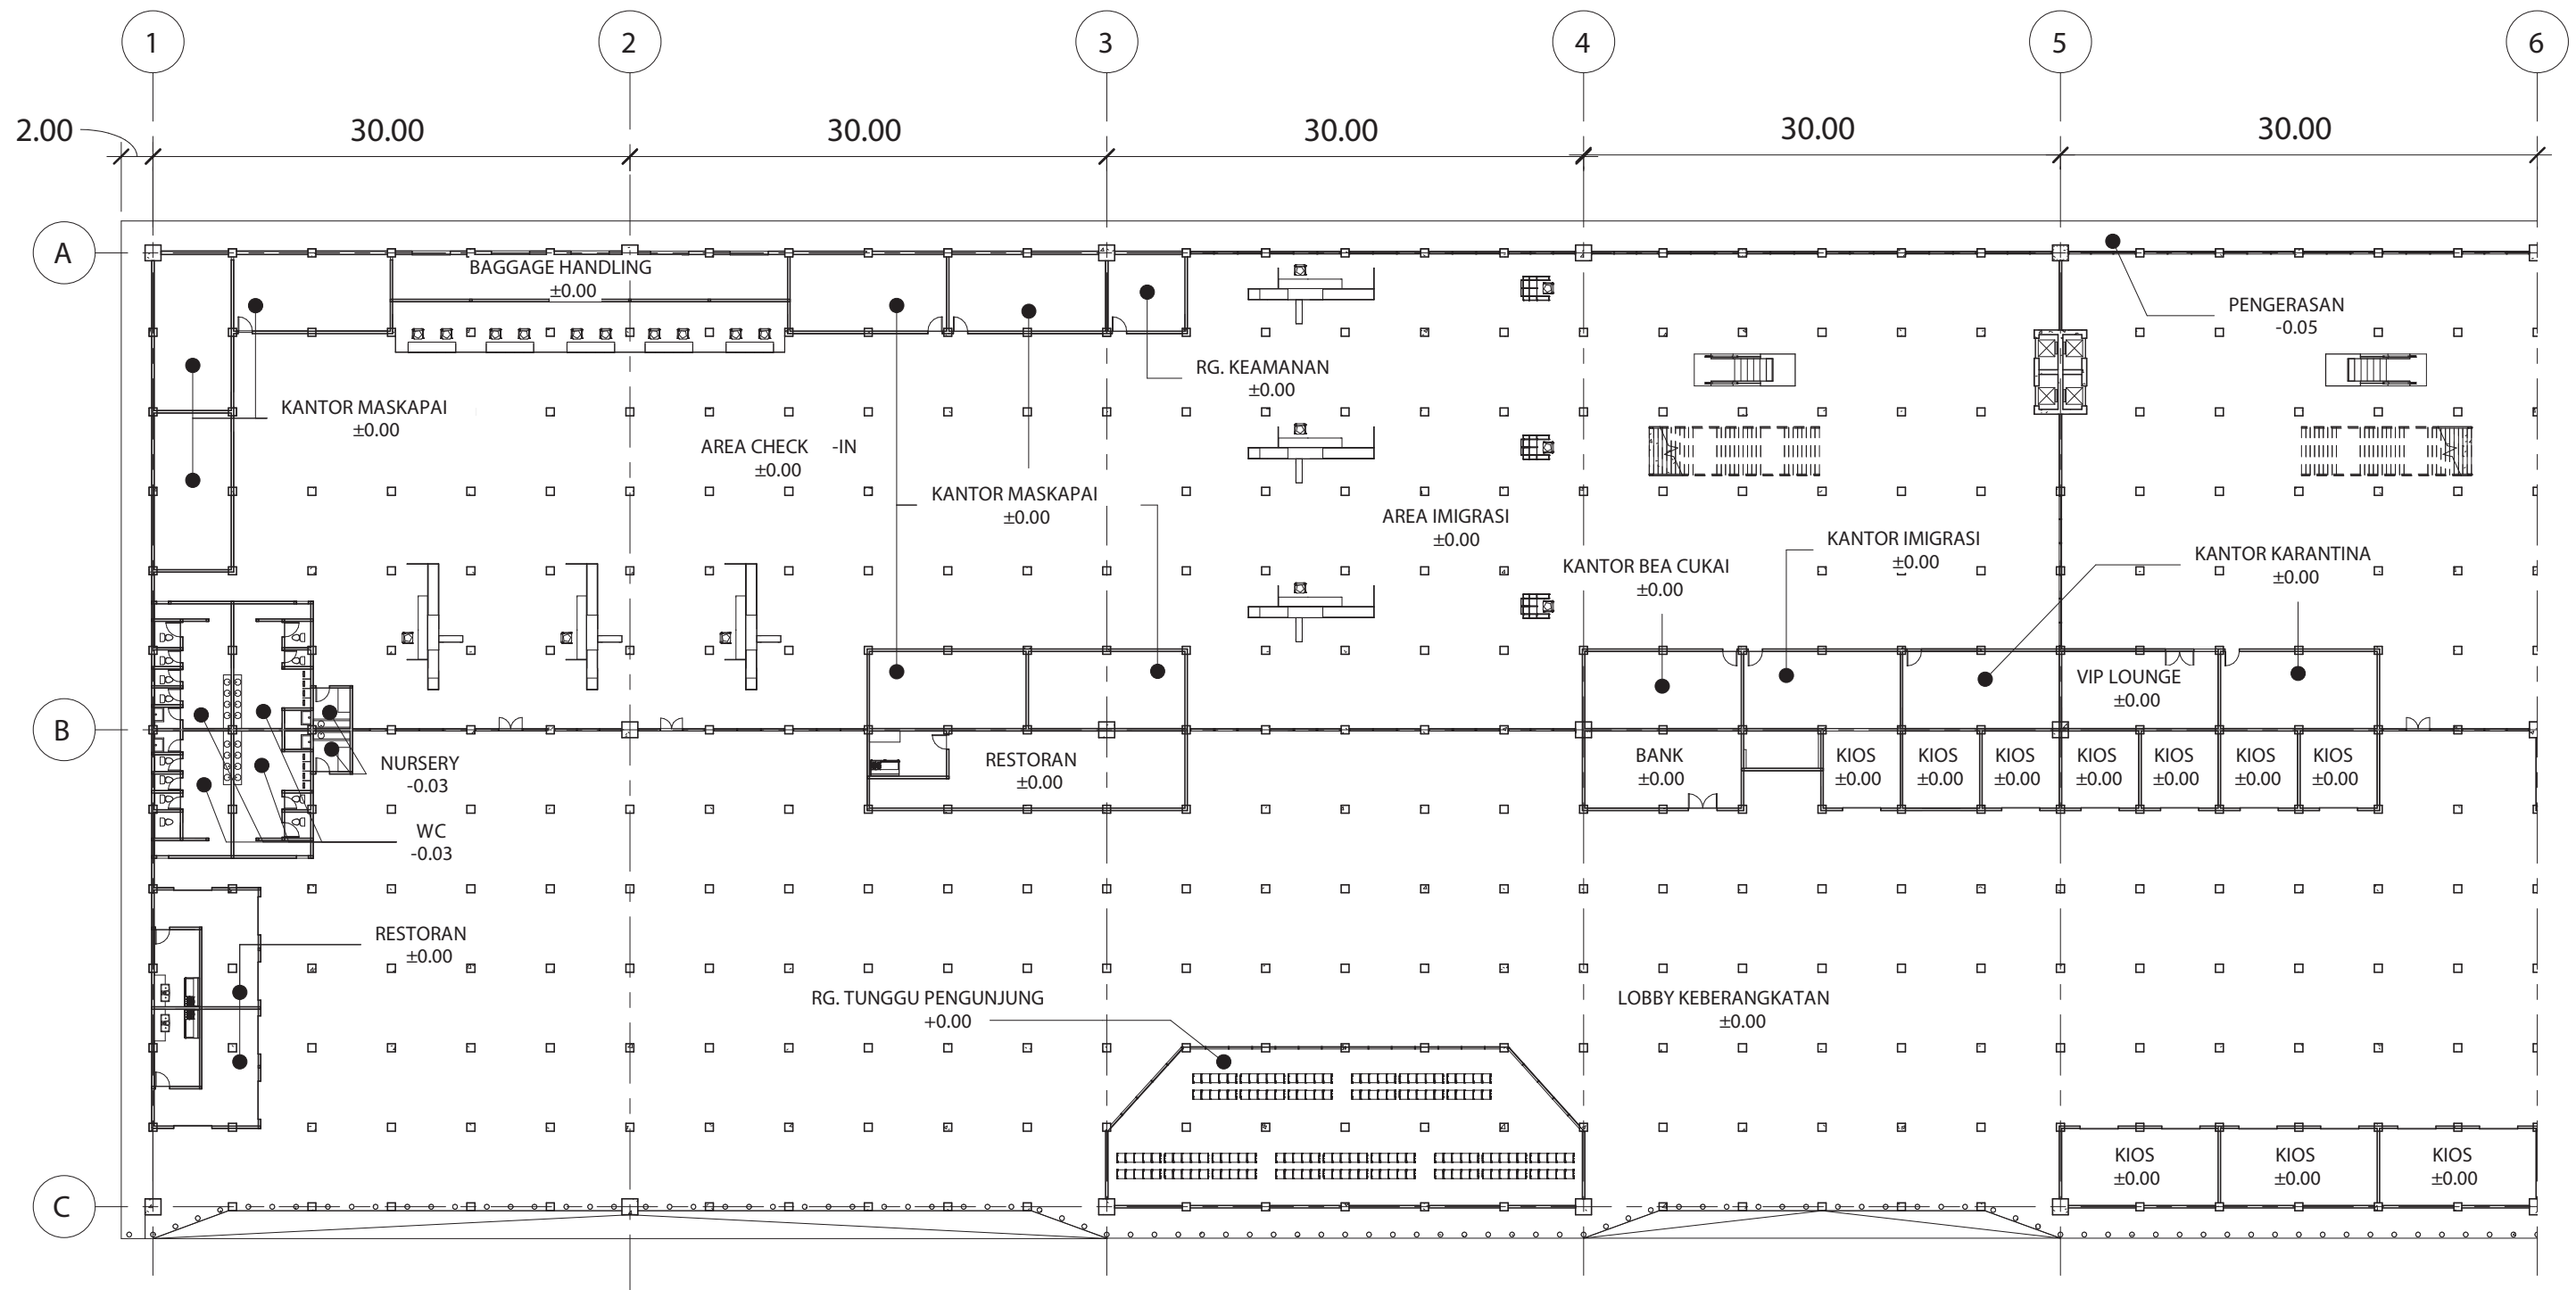 1 2 3 4 5 6
2.00 30.00 30.00 30.00 30.00 30.00
A
BAGGAGE HANDLING
±0.00
PENGERASAN
-0.05
RG. KEAMANAN
±0.00
KANTOR MASKAPAI
±0.00
AREA CHECK -IN
±0.00
KANTOR MASKAPAI
±0.00
AREA IMIGRASI
±0.00
KANTOR IMIGRASI
±0.00
KANTOR KARANTINA
±0.00
KANTOR BEA CUKAI
±0.00
VIP LOUNGE
±0.00
B
NURSERY
-0.03
RESTORAN
±0.00
BANK
±0.00
KIOS
±0.00
KIOS
±0.00
KIOS
±0.00
KIOS
±0.00
KIOS
±0.00
KIOS
±0.00
KIOS
±0.00
WC
-0.03
RESTORAN
±0.00
RG. TUNGGU PENGUNJUNG
+0.00
LOBBY KEBERANGKATAN
±0.00
KIOS
±0.00
KIOS
±0.00
KIOS
±0.00
C